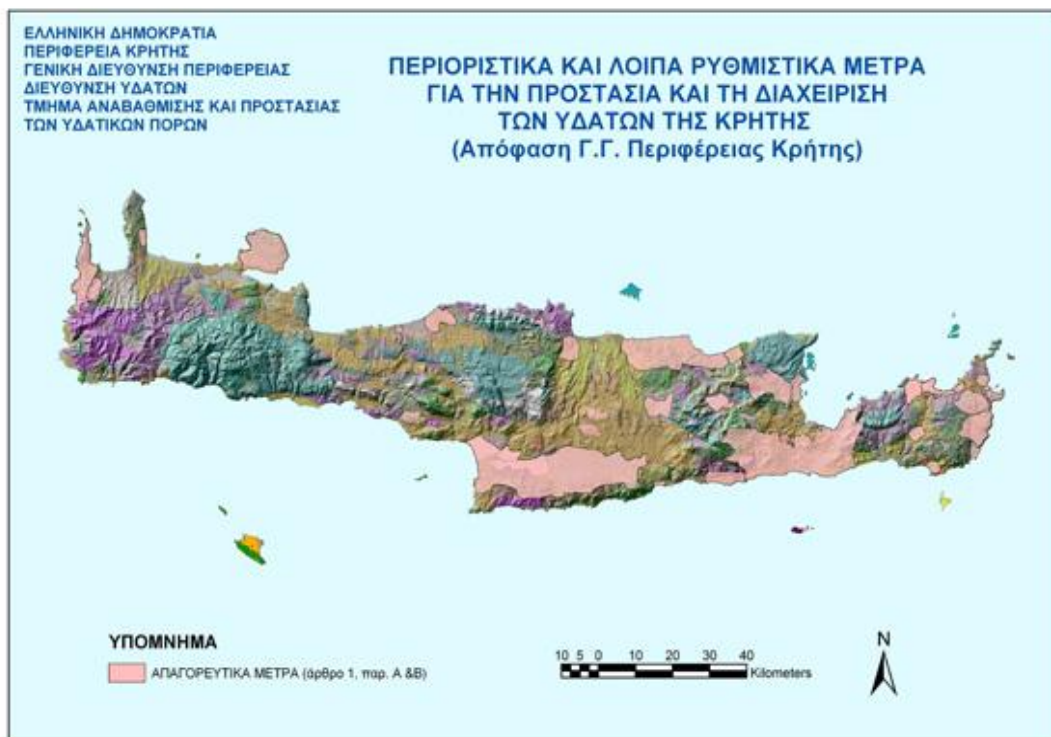 ΕΛΛΗΝΙΚΗ ΔΗΜΟΚΡΑΤΙΑ
ΠΕΡΙΦΕΡΕΙΑ ΚΡΗΤΗΣ
ΓΕΝΙΚΗ ΔΙΕΥΘΥΝΣΗ ΠΕΡΙΦΕΡΕΙΑΣ
ΔΙΕΥΘΥΝΣΗ ΥΔΑΤΩΝ
ΤΜΗΜΑ ΑΝΑΒΑΘΜΙΣΗΣ ΚΑΙ ΠΡΟΣΤΑΣΙΑΣ
ΤΩΝ ΥΔΑΤΙΚΩΝ ΠΟΡΩΝ
ΠΕΡΙΟΡΙΣΤΙΚΑ ΚΑΙ ΛΟΙΠΑ ΡΥΘΜΙΣΤΙΚΑ ΜΕΤΡΑ
ΓΙΑ ΤΗΝ ΠΡΟΣΤΑΣΙΑ ΚΑΙ ΤΗ ΔΙΑΧΕΙΡΙΣΗ
ΤΩΝ ΥΔΑΤΩΝ ΤΗΣ ΚΡΗΤΗΣ
(Απόφαση Γ.Γ. Περιφέρειας Κρήτης)
ΥΠΟΜΝΗΜΑ
ΑΠΑΓΟΡΕΥΤΙΚΑ ΜΕΤΡΑ (άρθρο 1, παρ. Α &Β)
10 5 0 10 20 30 40
Kilometers
N